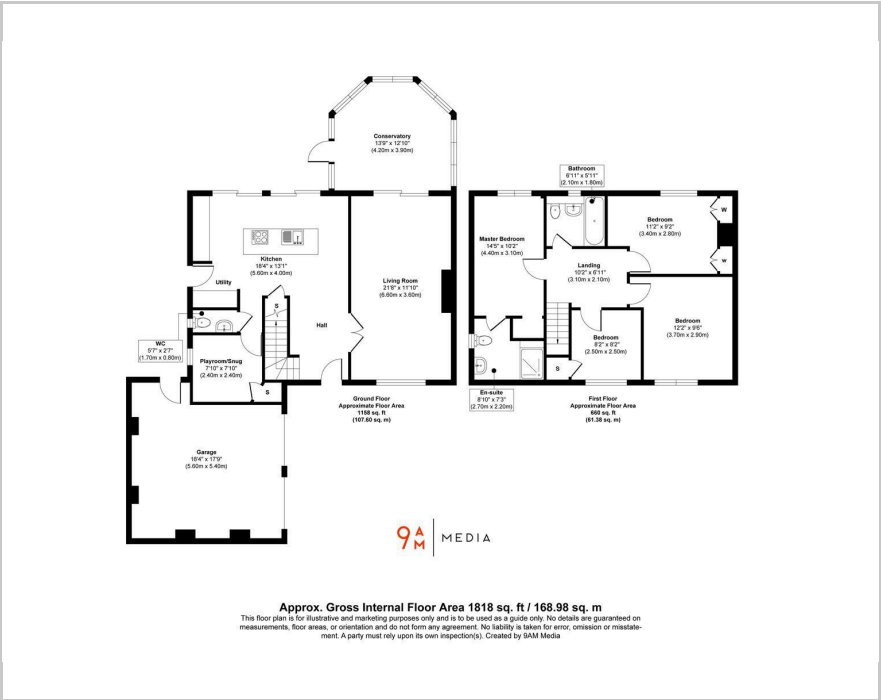 Conservatory
13'9" x 12'10"
(4.20m x 3.90m)
Kitchen
18'4" x 13'1"
(5.60m x 4.00m)
Utility
Living Room
21'8" x 11'10"
(6.60m x 3.60m)
S
Hall
WC
5'7" x 2'7"
(1.70m x 0.80m)
Playroom/Snug
7'10" x 7'10"
(2.40m x 2.40m)
S
Garage
18'4" x 17'9"
(5.60m x 5.40m)
Ground Floor
Approximate Floor Area
1158 sq. ft
(107.60 sq. m)
Bathroom
6'11" x 5'11"
(2.10m x 1.80m)
Master Bedroom
14'5" x 10'2"
(4.40m x 3.10m)
Bedroom
11'2" x 9'2"
(3.40m x 2.80m)
W
W
Landing
10'2" x 6'11"
(3.10m x 2.10m)
Bedroom
12'2" x 9'6"
(3.70m x 2.90m)
Bedroom
8'2" x 8'2"
(2.50m x 2.50m)
S
En-suite
8'10" x 7'3"
(2.70m x 2.20m)
First Floor
Approximate Floor Area
660 sq. ft
(61.38 sq. m)
9AM MEDIA
Approx. Gross Internal Floor Area 1818 sq. ft / 168.98 sq. m
This floor plan is for illustrative and marketing purposes only and is to be used as a guide only. No details are guaranteed on
measurements, floor areas, or orientation and do not form any agreement. No liability is taken for error, omission or misstate-
ment. A party must rely upon its own inspection(s). Created by 9AM Media